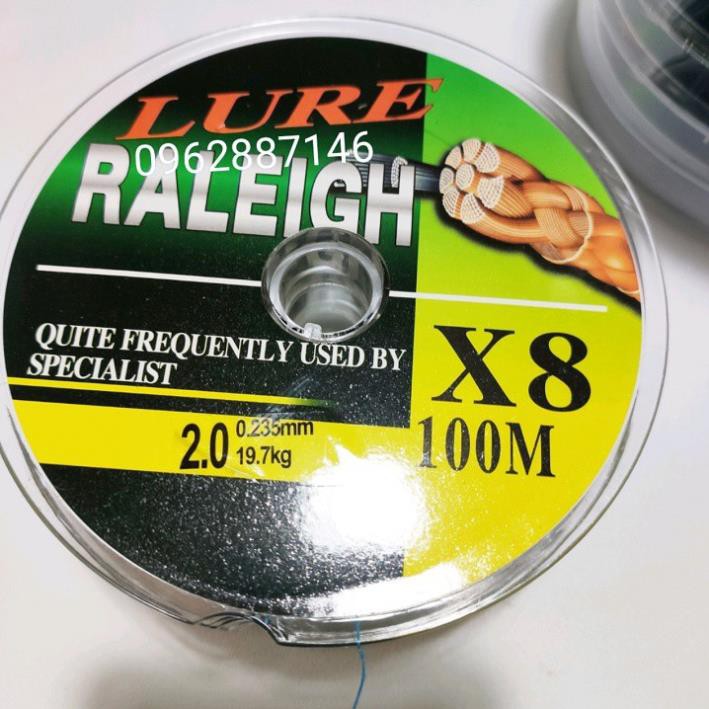 LURE
0962887146
RALEIGH
QUITE FREQUENTLY USED BY
SPECIALIST
X8
100M
2.0
0.235mm
19.7kg